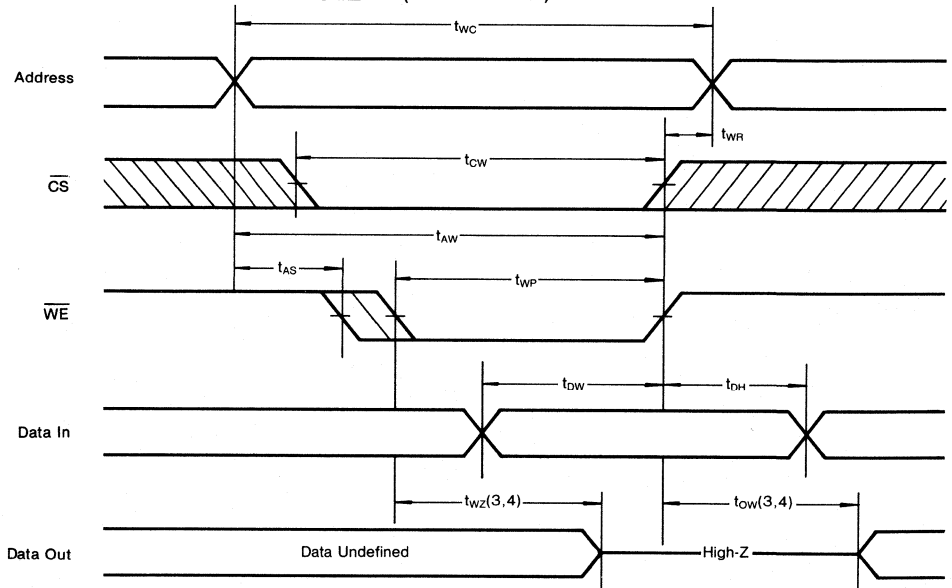 tWC
Address
tWR
tCW
CS
tAW
tAS
tWP
WE
tDW
tDH
Data In
tWZ(3,4)
tOW(3,4)
Data Out
Data Undefined
High-Z